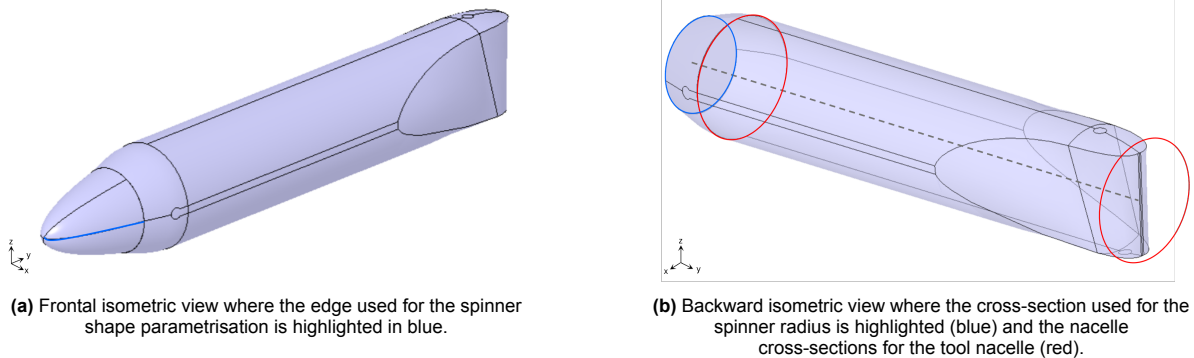 z
y
x
(a) Frontal isometric view where the edge used for the spinner
shape parametrisation is highlighted in blue.
z
x
y
(b) Backward isometric view where the cross-section used for the
spinner radius is highlighted (blue) and the nacelle
cross-sections for the tool nacelle (red).